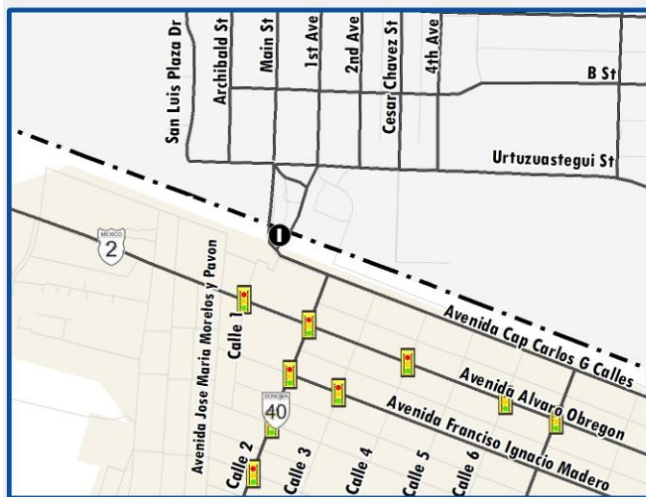 San Luis Plaza Dr
Archibald St
Main St
1st Ave
2nd Ave
Cesar Chavez St
4th Ave
B St
Urtuzuastegui St
I
MEXICO
2
Avenida Jose Maria Morelos y Pavon
Calle 1
Avenida Cap Carlos G Calles
Avenida Alvaro Obregon
Avenida Franciso Ignacio Madero
SONORA
40
Calle 2
Calle 3
Calle 4
Calle 5
Calle 6